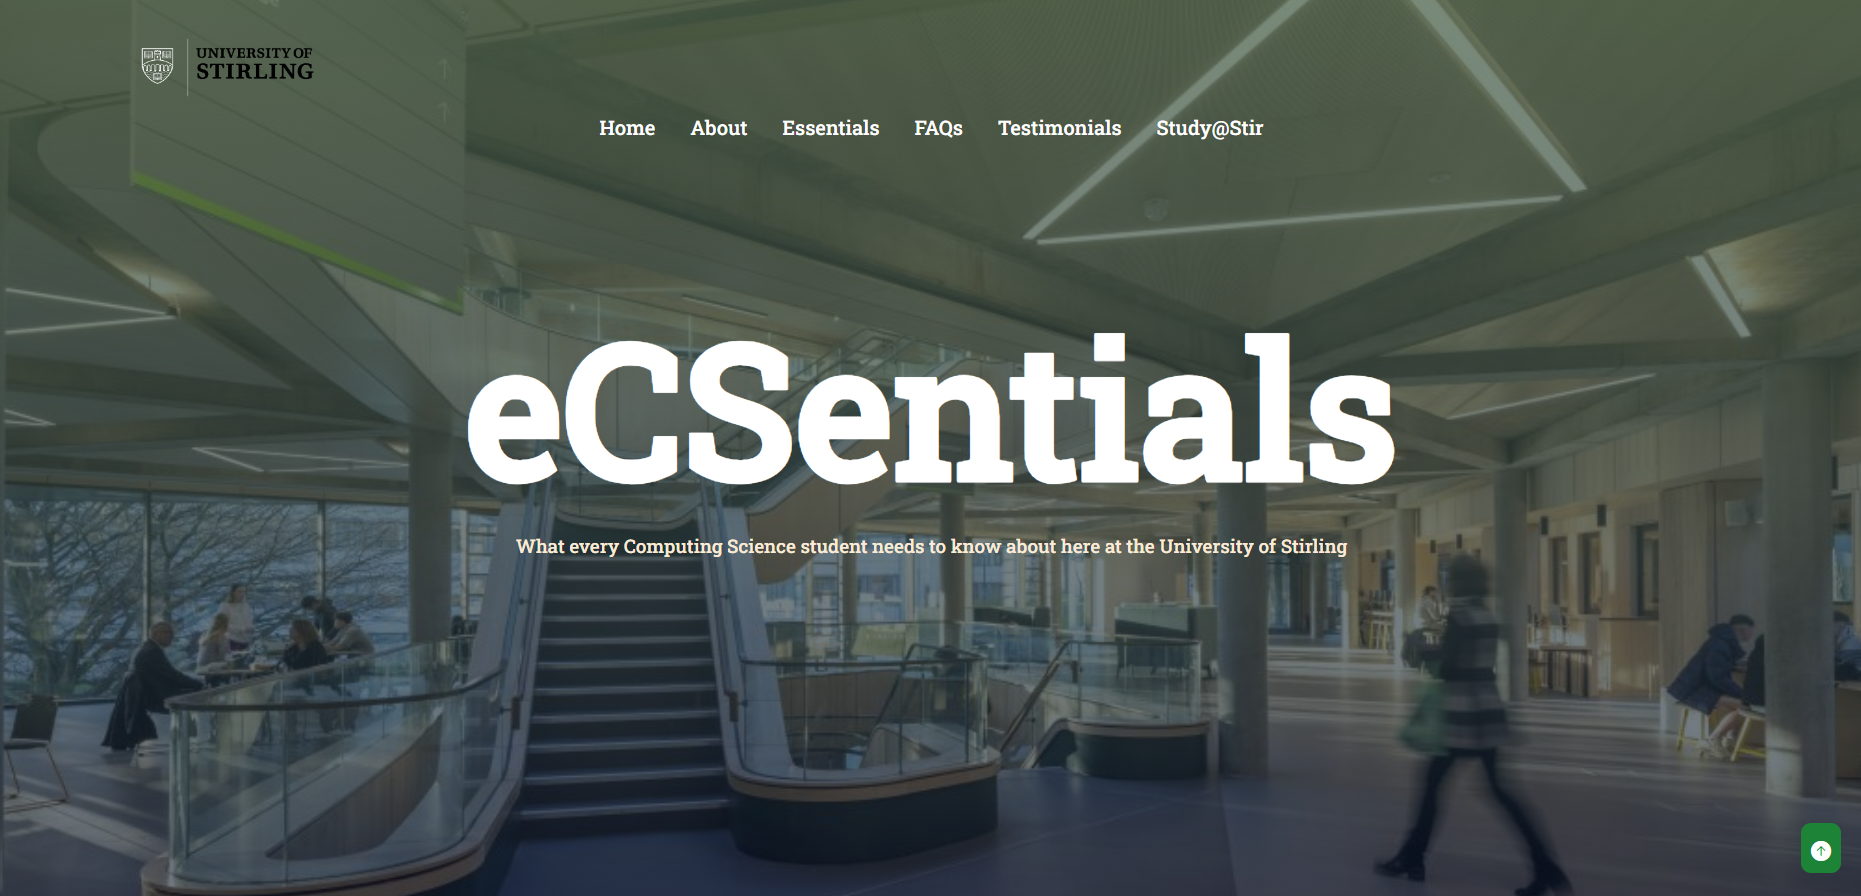 UNIVERSITY OF
STIRLING
Home About Essentials FAQs Testimonials Study@Stir
eCSentials
What every Computing Science student needs to know about here at the University of Stirling